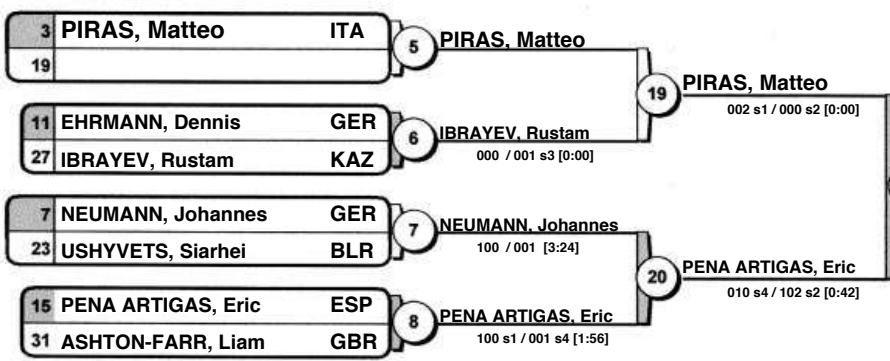 3 PIRAS, Matteo ITA
19
5
PIRAS, Matteo
11 EHRMANN, Dennis GER
27 IBRAYEV, Rustam KAZ
6
IBRAYEV, Rustam
000 / 001 s3 [0:00]
19
PIRAS, Matteo
002 s1 / 000 s2 [0:00]
7 NEUMANN, Johannes GER
23 USHYVETS, Siarhei BLR
7
NEUMANN, Johannes
100 / 001 [3:24]
15 PENA ARTIGAS, Eric ESP
31 ASHTON-FARR, Liam GBR
8
PENA ARTIGAS, Eric
100 s1 / 001 s4 [1:56]
20
PENA ARTIGAS, Eric
010 s4 / 102 s2 [0:42]